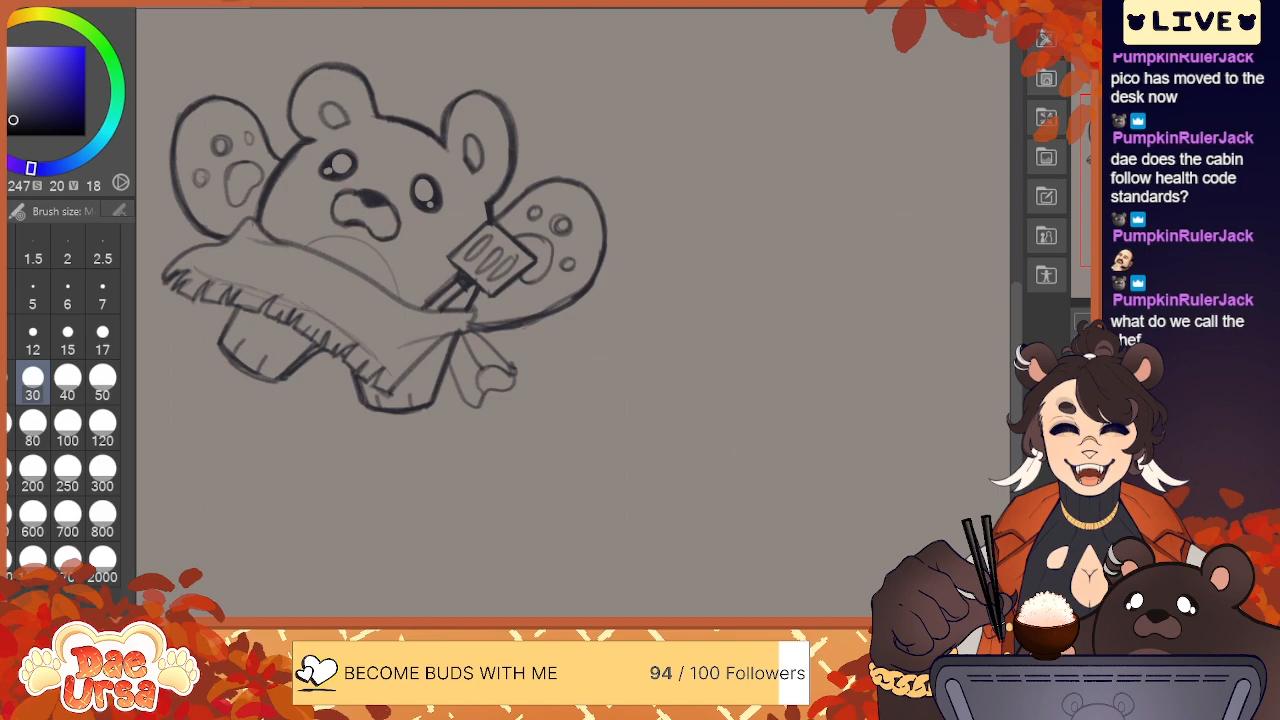 LIVE
PumpkinRulerJack
pico has moved to the
desk now
PumpkinRulerJack
dae does the cabin
follow health code
standards?
PumpkinRulerJack
PumpkinRulerJack
what do we call the
chef
247 S 20 V 18
Brush size: M
1.5 2 2.5
5 6 7
12 15 17
30 40 50
80 100 120
200 250 300
600 700 800
2000
Dae
Ursa
BECOME BUDS WITH ME 94 / 100 Followers